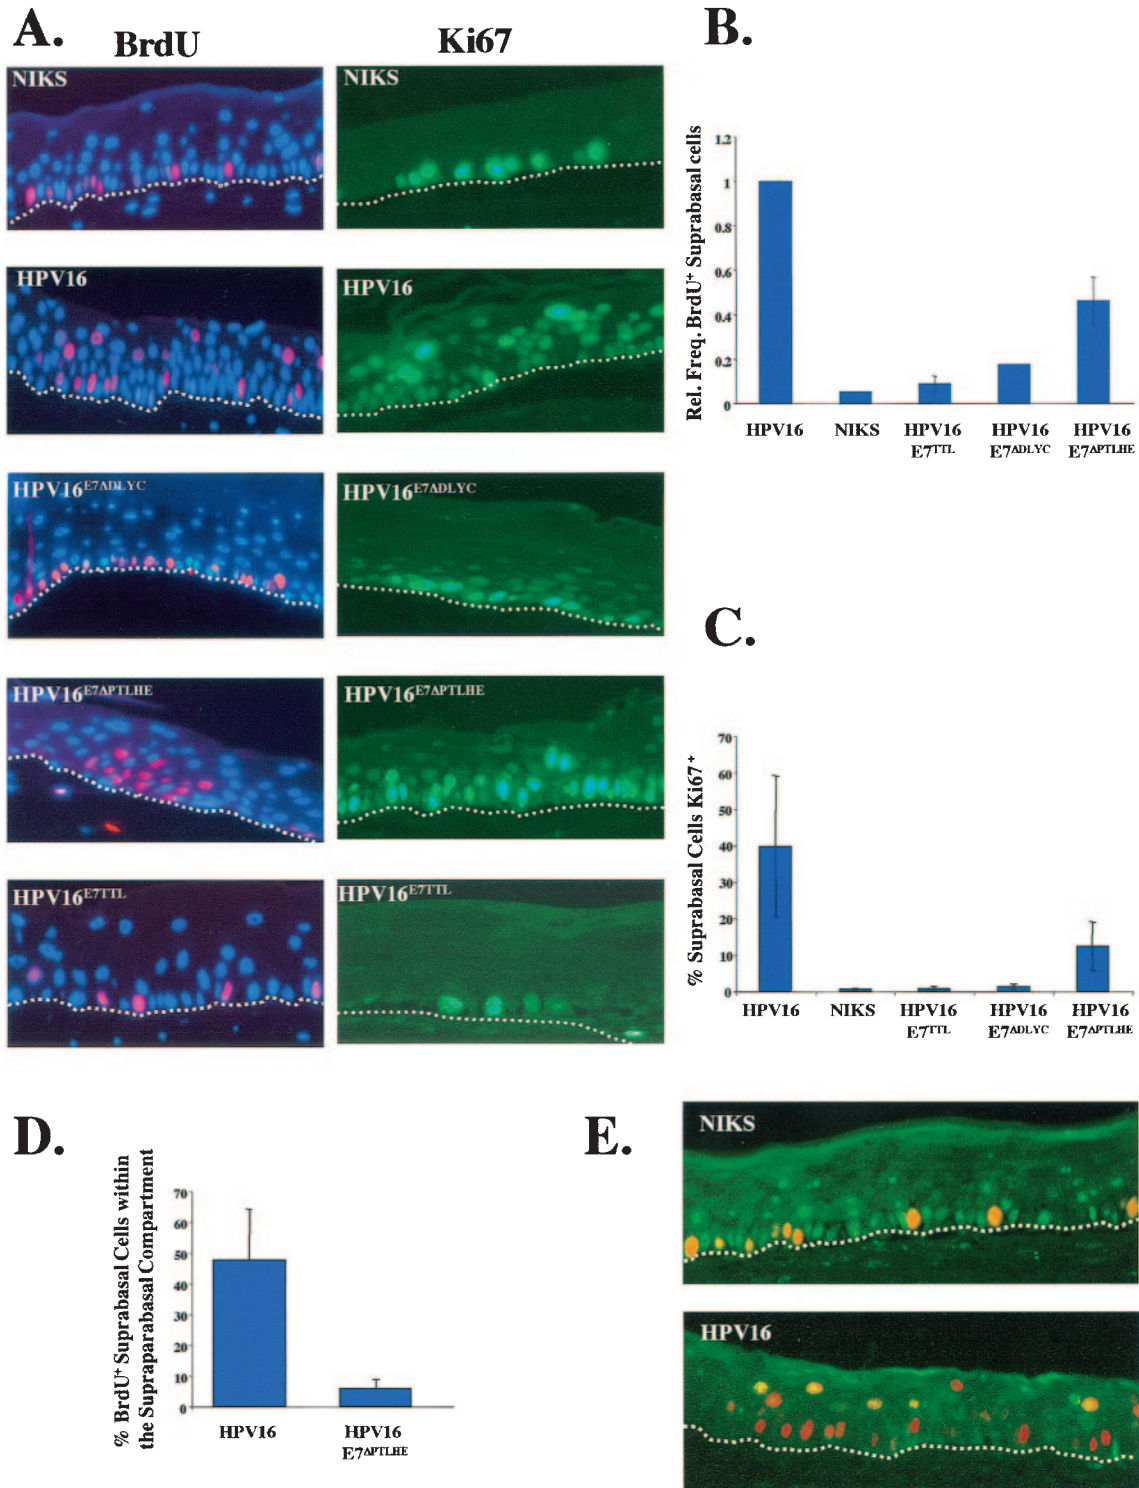 A.
BrdU
Ki67
NIKS
NIKS
HPV16
HPV16
HPV16E7ΔDLYC
HPV16E7ΔDLYC
HPV16E7ΔPTLHE
HPV16E7ΔPTLHE
HPV16E7TTL
HPV16E7TTL
B.
Rel. Freq. BrdU+ Suprabasal cells
1.2
1
0.8
0.6
0.4
0.2
0
HPV16
NIKS
HPV16
E7TTL
HPV16
E7ΔDLYC
HPV16
E7ΔPTLHE
C.
% Suprabasal Cells Ki67+
70
60
50
40
30
20
10
0
HPV16
NIKS
HPV16
E7TTL
HPV16
E7ΔDLYC
HPV16
E7ΔPTLHE
D.
% BrdU+ Suprabasal Cells within
the Supraparabasal Compartment
70
60
50
40
30
20
10
0
HPV16
HPV16
E7ΔPTLHE
E.
NIKS
HPV16